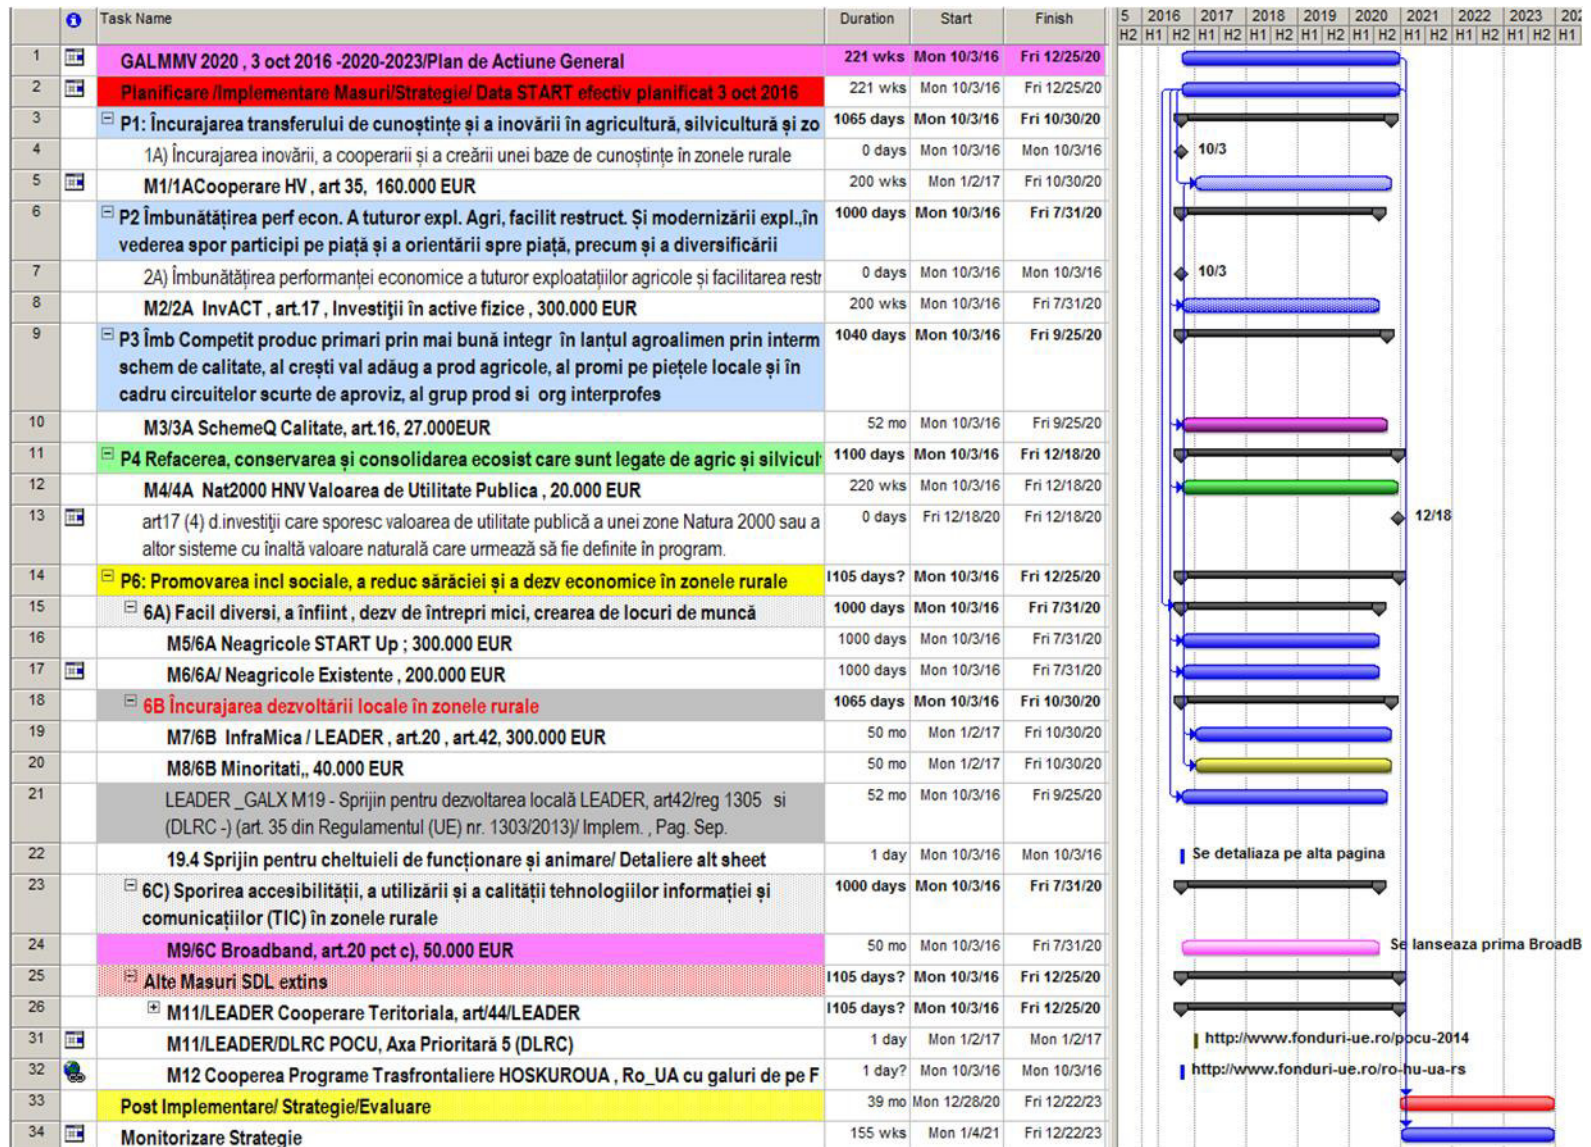 Task Name Duration Start Finish 5 2016 2017 2018 2019 2020 2021 2022 2023 202
H2 H1 H2 H1 H2 H1 H2 H1 H2 H1 H2 H1 H2 H1 H2 H1 H2 H1
1 GALMMV 2020 , 3 oct 2016 -2020-2023/Plan de Actiune General 221 wks Mon 10/3/16 Fri 12/25/20
2 Planificare /Implementare Masuri/Strategie/ Data START efectiv planificat 3 oct 2016 221 wks Mon 10/3/16 Fri 12/25/20
3 P1: Încurajarea transferului de cunoștințe și a inovării în agricultură, silvicultură și zo 1065 days Mon 10/3/16 Fri 10/30/20
4 1A) Încurajarea inovării, a cooperarii și a creării unei baze de cunoștințe în zonele rurale 0 days Mon 10/3/16 Mon 10/3/16 10/3
5 M1/1ACooperare HV , art 35, 160.000 EUR 200 wks Mon 1/2/17 Fri 10/30/20
6 P2 Îmbunătățirea perf econ. A tuturor expl. Agri, facilit restruct. Și modernizării expl.,în 1000 days Mon 10/3/16 Fri 7/31/20
vederea spor participi pe piață și a orientării spre piață, precum și a diversificării
7 2A) Îmbunătățirea performanței economice a tuturor exploatațiilor agricole și facilitarea restr 0 days Mon 10/3/16 Mon 10/3/16 10/3
8 M2/2A InvACT , art.17 , Investiţii în active fizice , 300.000 EUR 200 wks Mon 10/3/16 Fri 7/31/20
9 P3 Îmb Competit produc primari prin mai bună integr în lanțul agroalimen prin interm 1040 days Mon 10/3/16 Fri 9/25/20
schem de calitate, al crești val adăug a prod agricole, al promi pe piețele locale și în
cadru circuitelor scurte de aproviz, al grup prod si org interprofes
10 M3/3A SchemeQ Calitate, art.16, 27.000EUR 52 mo Mon 10/3/16 Fri 9/25/20
11 P4 Refacerea, conservarea și consolidarea ecosist care sunt legate de agric și silvicul 1100 days Mon 10/3/16 Fri 12/18/20
12 M4/4A Nat2000 HNV Valoarea de Utilitate Publica , 20.000 EUR 220 wks Mon 10/3/16 Fri 12/18/20
13 art17 (4) d.investiţii care sporesc valoarea de utilitate publică a unei zone Natura 2000 sau a 0 days Fri 12/18/20 Fri 12/18/20 12/18
altor sisteme cu înaltă valoare naturală care urmează să fie definite în program.
14 P6: Promovarea incl sociale, a reduc sărăciei și a dezv economice în zonele rurale 1105 days? Mon 10/3/16 Fri 12/25/20
15 6A) Facil diversi, a înfiint , dezv de întrepri mici, crearea de locuri de muncă 1000 days Mon 10/3/16 Fri 7/31/20
16 M5/6A Neagricole START Up ; 300.000 EUR 1000 days Mon 10/3/16 Fri 7/31/20
17 M6/6A/ Neagricole Existente , 200.000 EUR 1000 days Mon 10/3/16 Fri 7/31/20
18 6B Încurajarea dezvoltării locale în zonele rurale 1065 days Mon 10/3/16 Fri 10/30/20
19 M7/6B InfraMica / LEADER , art.20 , art.42, 300.000 EUR 50 mo Mon 1/2/17 Fri 10/30/20
20 M8/6B Minoritati,, 40.000 EUR 50 mo Mon 1/2/17 Fri 10/30/20
21 LEADER _GALX M19 - Sprijin pentru dezvoltarea locală LEADER, art42/reg 1305 si 52 mo Mon 10/3/16 Fri 9/25/20
(DLRC -) (art. 35 din Regulamentul (UE) nr. 1303/2013)/ Implem. , Pag. Sep.
22 19.4 Sprijin pentru cheltuieli de funcționare și animare/ Detaliere alt sheet 1 day Mon 10/3/16 Mon 10/3/16 Se detaliaza pe alta pagina
23 6C) Sporirea accesibilității, a utilizării și a calității tehnologiilor informației și 1000 days Mon 10/3/16 Fri 7/31/20
comunicațiilor (TIC) în zonele rurale
24 M9/6C Broadband, art.20 pct c), 50.000 EUR 50 mo Mon 10/3/16 Fri 7/31/20 Se lanseaza prima BroadB
25 Alte Masuri SDL extins 1105 days? Mon 10/3/16 Fri 12/25/20
26 M11/LEADER Cooperare Teritoriala, art/44/LEADER 1105 days? Mon 10/3/16 Fri 12/25/20
31 M11/LEADER/DLRC POCU, Axa Prioritară 5 (DLRC) 1 day Mon 1/2/17 Mon 1/2/17 http://www.fonduri-ue.ro/pocu-2014
32 M12 Cooperea Programe Trasfrontaliere HOSKUROUA , Ro_UA cu galuri de pe F 1 day? Mon 10/3/16 Mon 10/3/16 http://www.fonduri-ue.ro/ro-hu-ua-rs
33 Post Implementare/ Strategie/Evaluare 39 mo Mon 12/28/20 Fri 12/22/23
34 Monitorizare Strategie 155 wks Mon 1/4/21 Fri 12/22/23